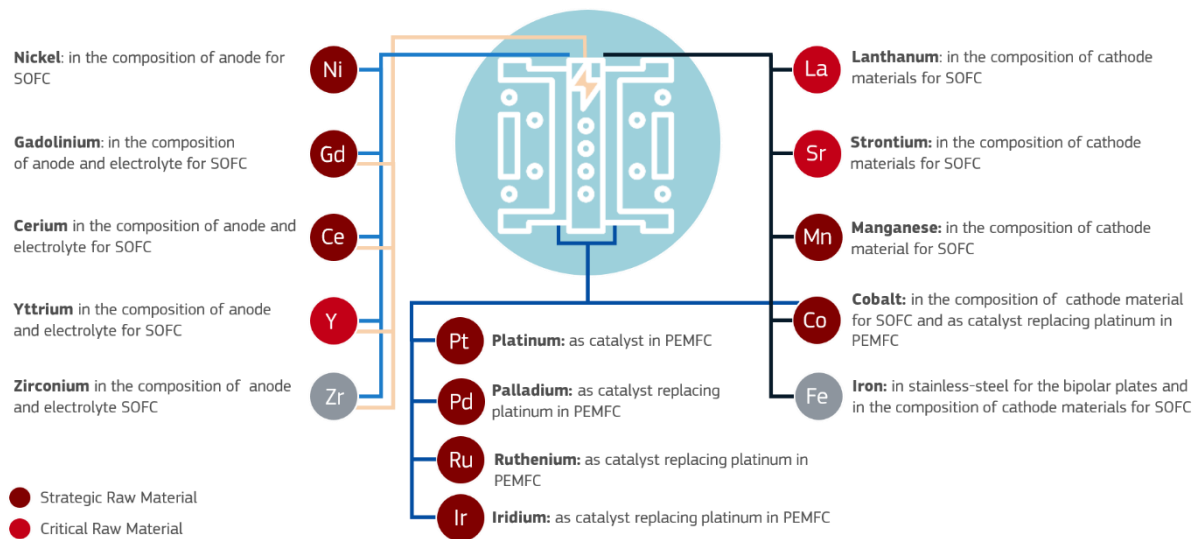 Nickel: in the composition of anode for
SOFC
Ni
Gadolinium: in the composition
of anode and electrolyte for SOFC
Gd
Cerium in the composition of anode and
electrolyte for SOFC
Ce
Yttrium in the composition of anode
and electrolyte for SOFC
Y
Zirconium in the composition of anode
and electrolyte SOFC
Zr
La
Lanthanum: in the composition of cathode
materials for SOFC
Sr
Strontium: in the composition of cathode
materials for SOFC
Mn
Manganese: in the composition of cathode
material for SOFC
Co
Cobalt: in the composition of cathode material
for SOFC and as catalyst replacing platinum in
PEMFC
Fe
Iron: in stainless-steel for the bipolar plates and
in the composition of cathode materials for SOFC
Pt
Platinum: as catalyst in PEMFC
Pd
Palladium: as catalyst replacing
platinum in PEMFC
Ru
Ruthenium: as catalyst replacing platinum in
PEMFC
Ir
Iridium: as catalyst replacing platinum in PEMFC
Strategic Raw Material
Critical Raw Material